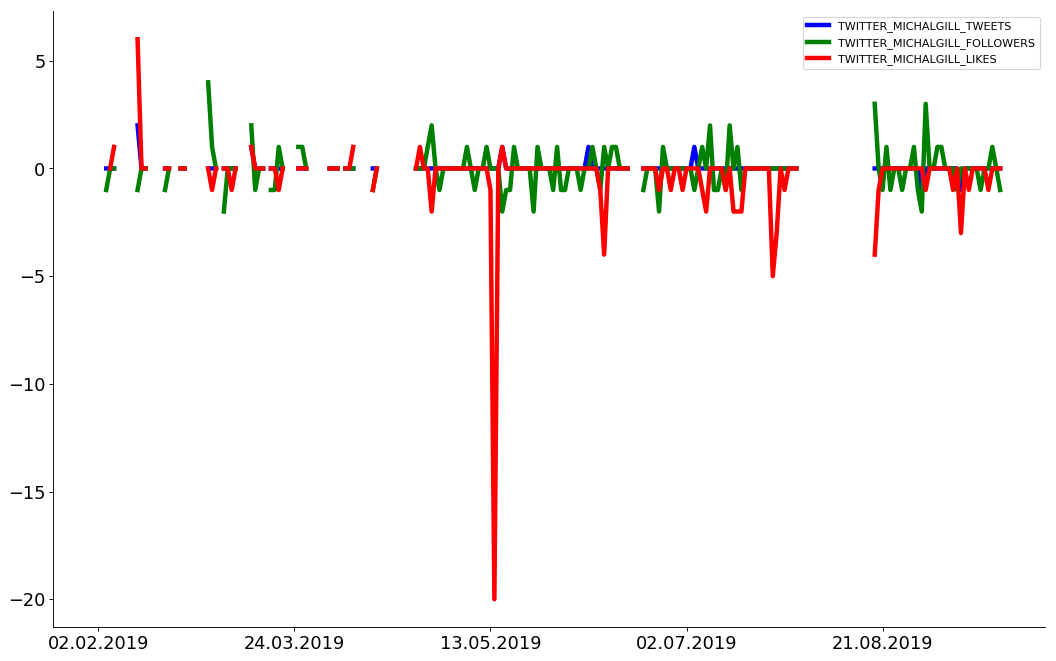 TWITTER_MICHALGILL_TWEETS
TWITTER_MICHALGILL_FOLLOWERS
TWITTER_MICHALGILL_LIKES
5
0
−5
−10
−15
−20
02.02.2019 24.03.2019 13.05.2019 02.07.2019 21.08.2019